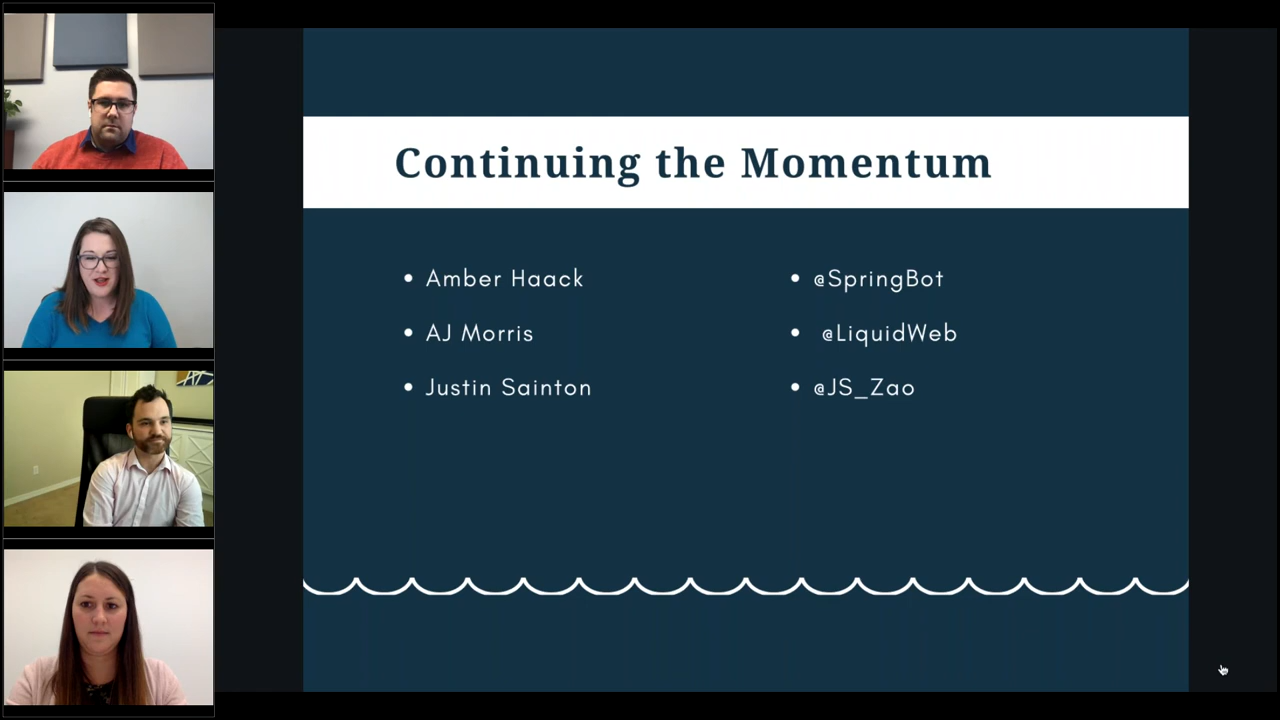 Continuing the Momentum
• Amber Haack
• AJ Morris
• Justin Sainton
• @SpringBot
• @LiquidWeb
• @JS_Zao